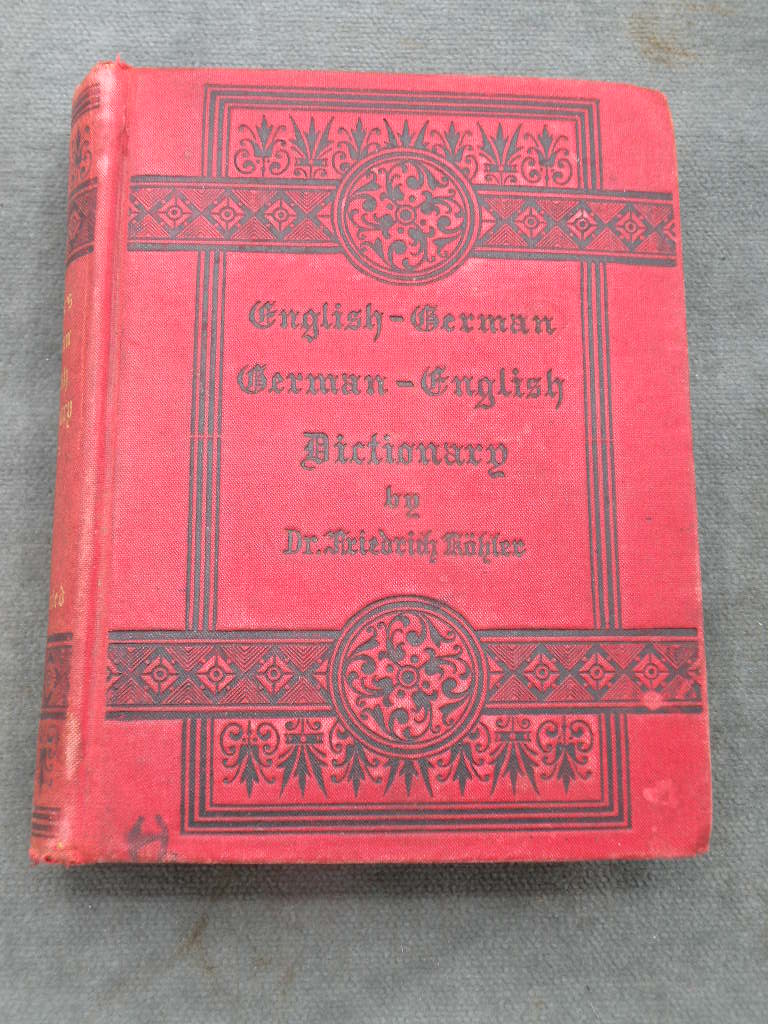 English-German
German-English
Dictionary
by
Dr. Friedrich Köhler